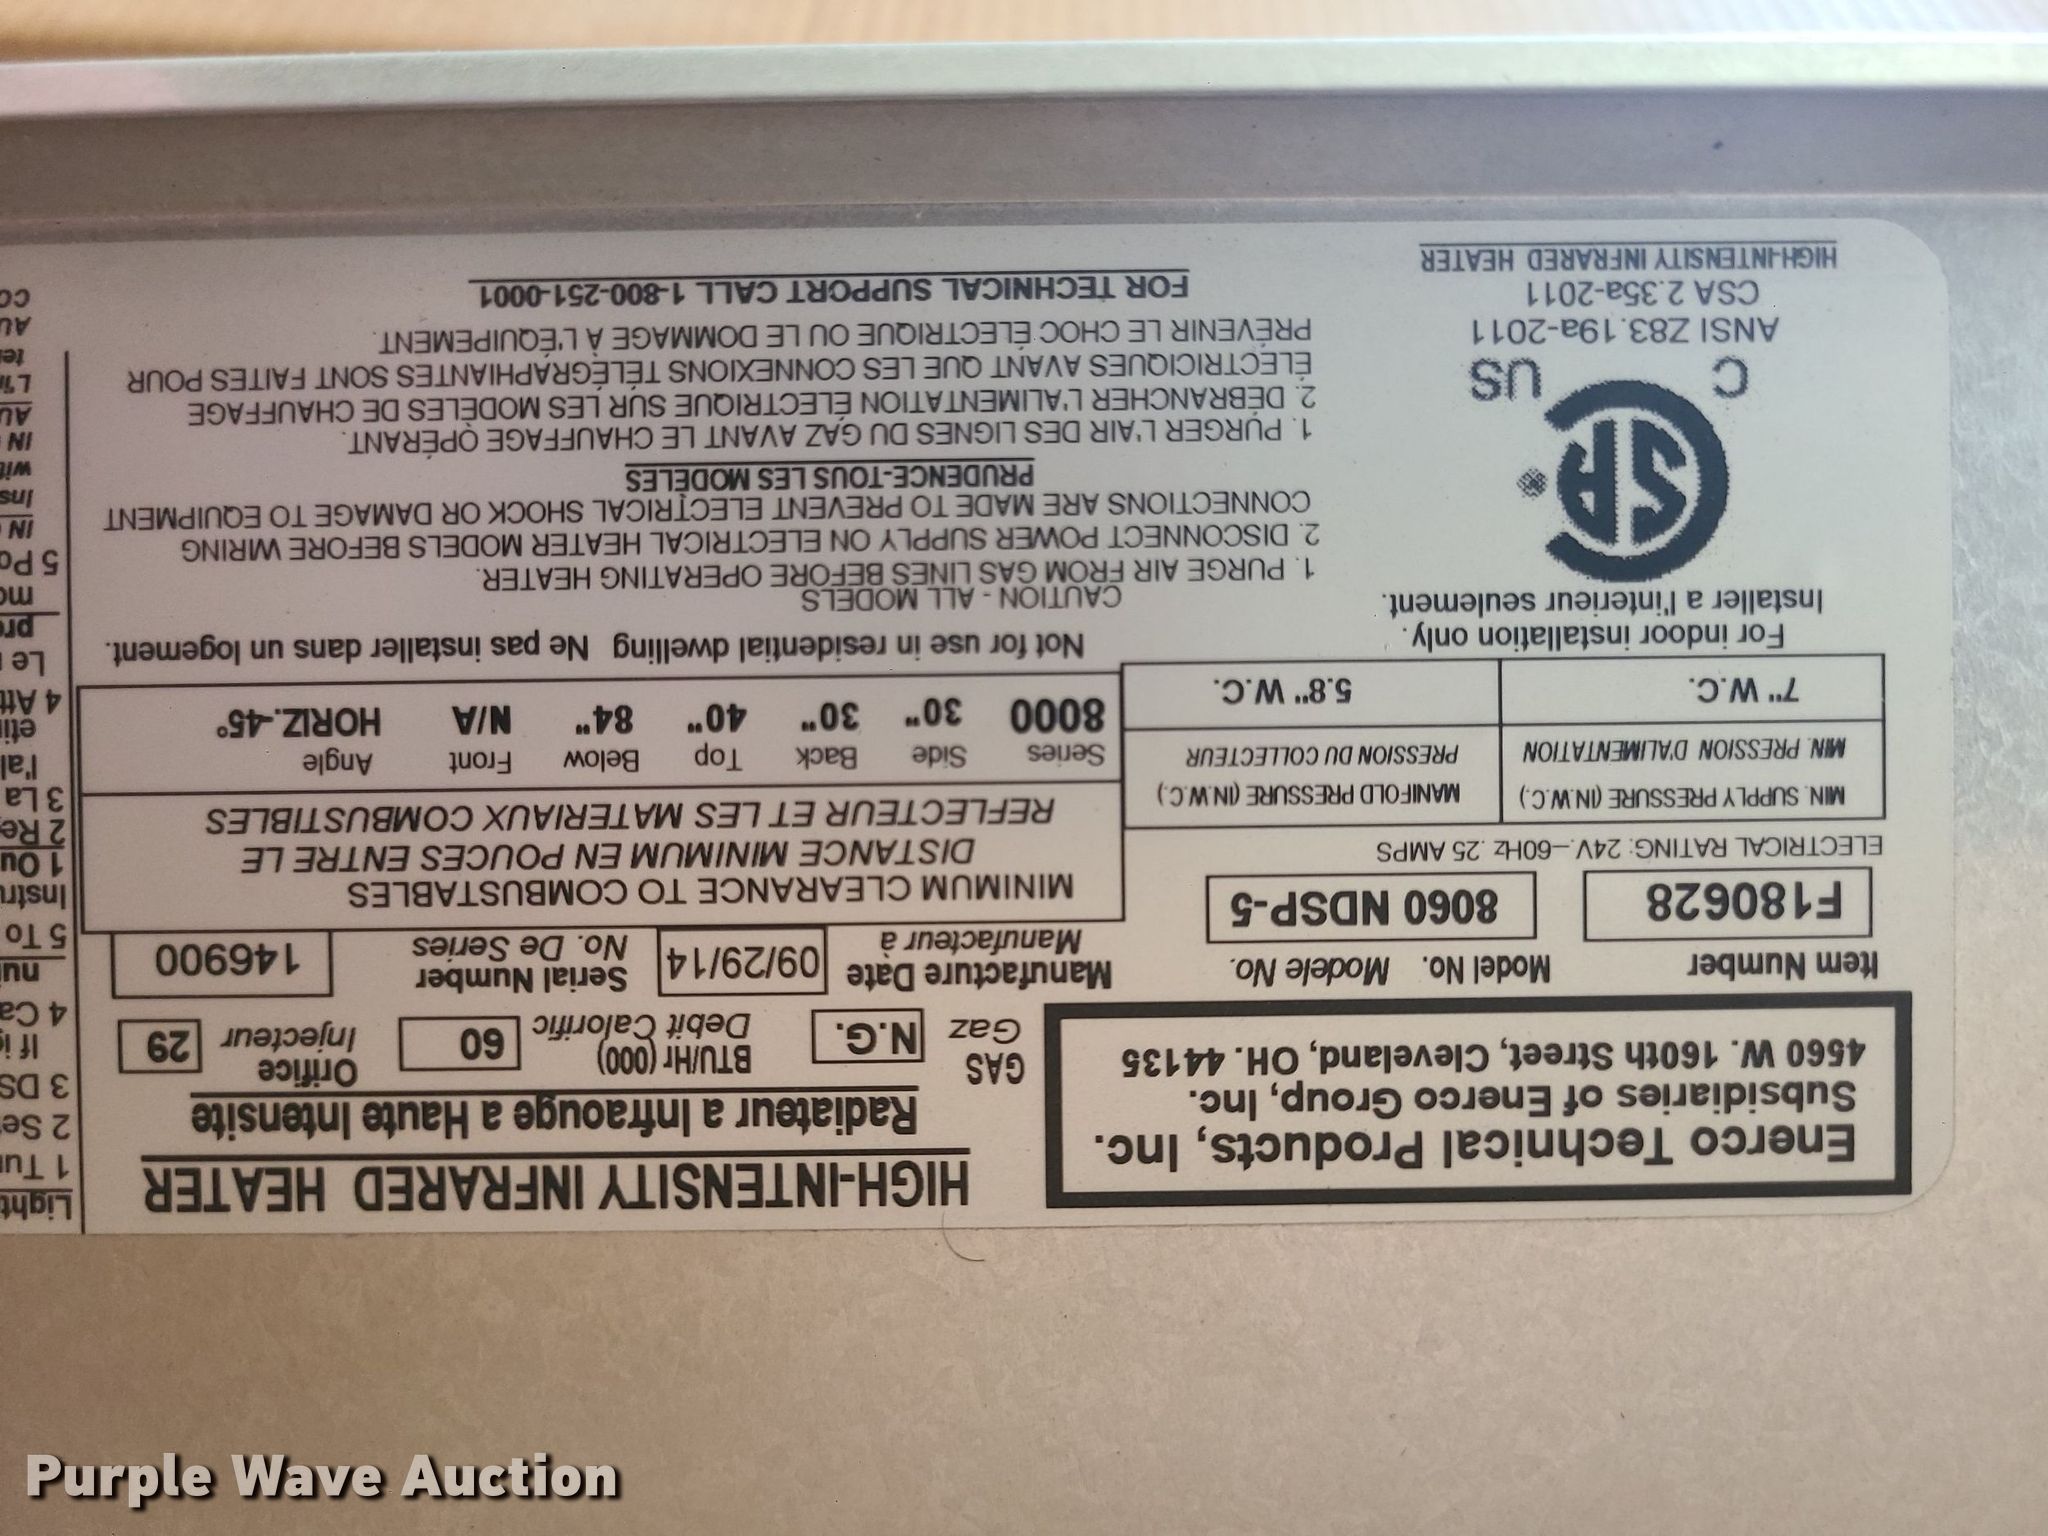 Enerco Technical Products, Inc.
Subsidiaries of Enerco Group, Inc.
4560 W. 160th Street, Cleveland, OH. 44135
HIGH-INTENSITY INFRARED HEATER
Radiateur a Infraouge a Haute Intensite
GAS
Gaz
N.G.
BTU/Hr (000)
Debit Calorific
60
Orifice
Injecteur
29
Item Number
F180628
Model No. Modele No.
8060 NDSP-5
Manufacture Date
Manufacteur à
09/29/14
Serial Number
No. De Series
146900
ELECTRICAL RATING: 24V.–60Hz .25 AMPS
MIN. SUPPLY PRESSURE (IN.W.C.)
MIN. PRESSION D'ALIMENTATION
7" W.C.
MANIFOLD PRESSURE (IN.W.C.)
PRESSION DU COLLECTEUR
5.8" W.C.
MINIMUM CLEARANCE TO COMBUSTABLES
DISTANCE MINIMUM EN POUCES ENTRE LE
REFLECTEUR ET LES MATERIAUX COMBUSTIBLES
Series Side Back Top Below Front Angle
8000 30" 30" 40" 84" N/A HORIZ.-45°
For indoor installation only.
Installer a l'interieur seulement.
Not for use in residential dwelling Ne pas installer dans un logement.
CAUTION - ALL MODELS
1. PURGE AIR FROM GAS LINES BEFORE OPERATING HEATER.
2. DISCONNECT POWER SUPPLY ON ELECTRICAL HEATER MODELS BEFORE WIRING
CONNECTIONS ARE MADE TO PREVENT ELECTRICAL SHOCK OR DAMAGE TO EQUIPMENT
PRUDENCE-TOUS LES MODELES
1. PURGER L'AIR DES LIGNES DU GAZ AVANT LE CHAUFFAGE OPÉRANT.
2. DÉBRANCHER L'ALIMENTATION ÉLECTRIQUE SUR LES MODÈLES DE CHAUFFAGE
ÉLECTRICIQUES AVANT QUE LES CONNEXIONS TÉLÉGRAPHIANTES SONT FAITES POUR
PRÉVENIR LE CHOC ÉLECTRIQUE OU LE DOMMAGE À L'ÉQUIPEMENT.
FOR TECHNICAL SUPPORT CALL 1-800-251-0001
SA
®
C US
ANSI Z83.19a-2011
CSA 2.35a-2011
HIGH-INTENSITY INFRARED HEATER
Purple Wave Auction